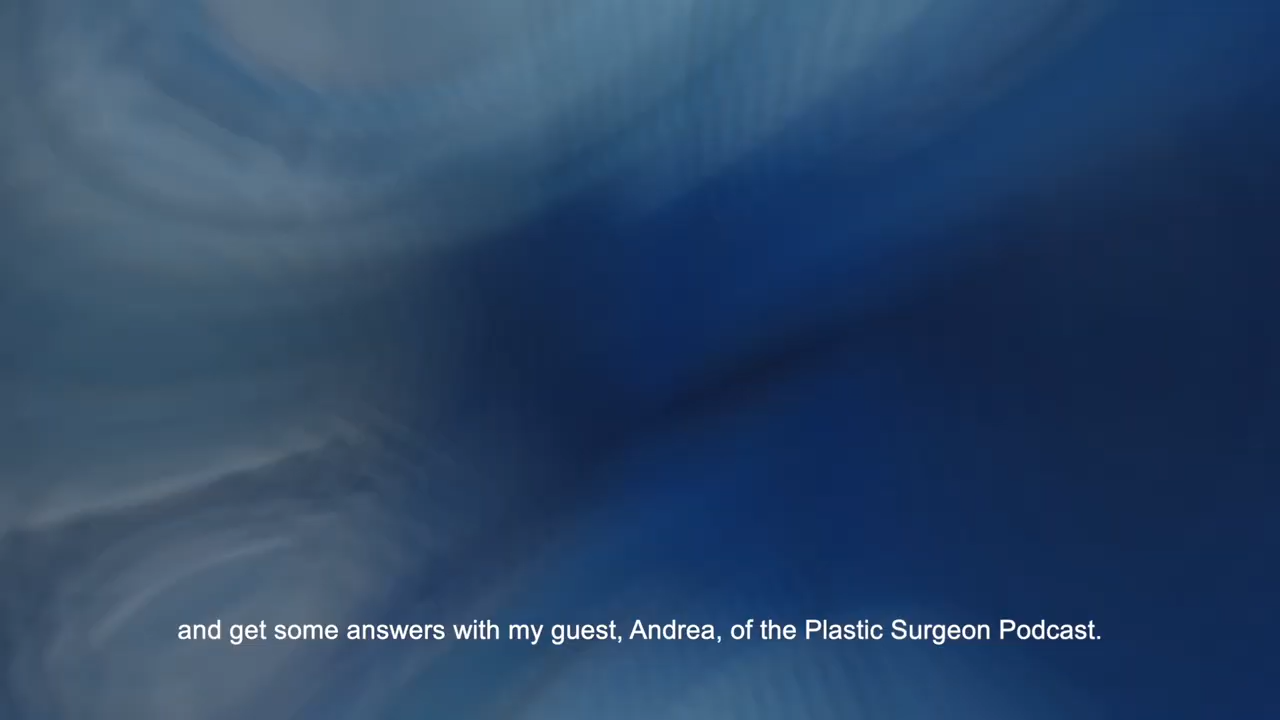 and get some answers with my guest, Andrea, of the Plastic Surgeon Podcast.